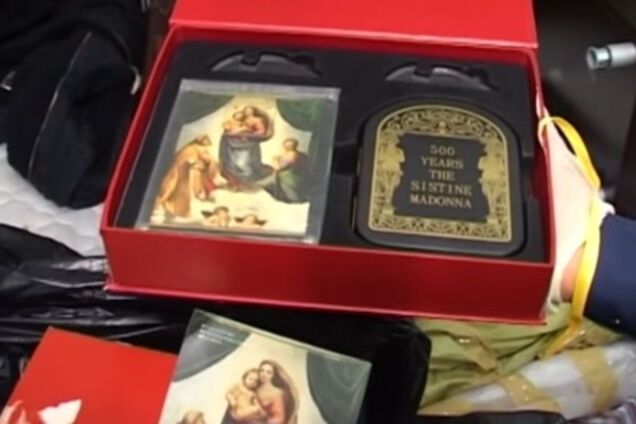 500
YEARS
THE
SISTINE
MADONNA